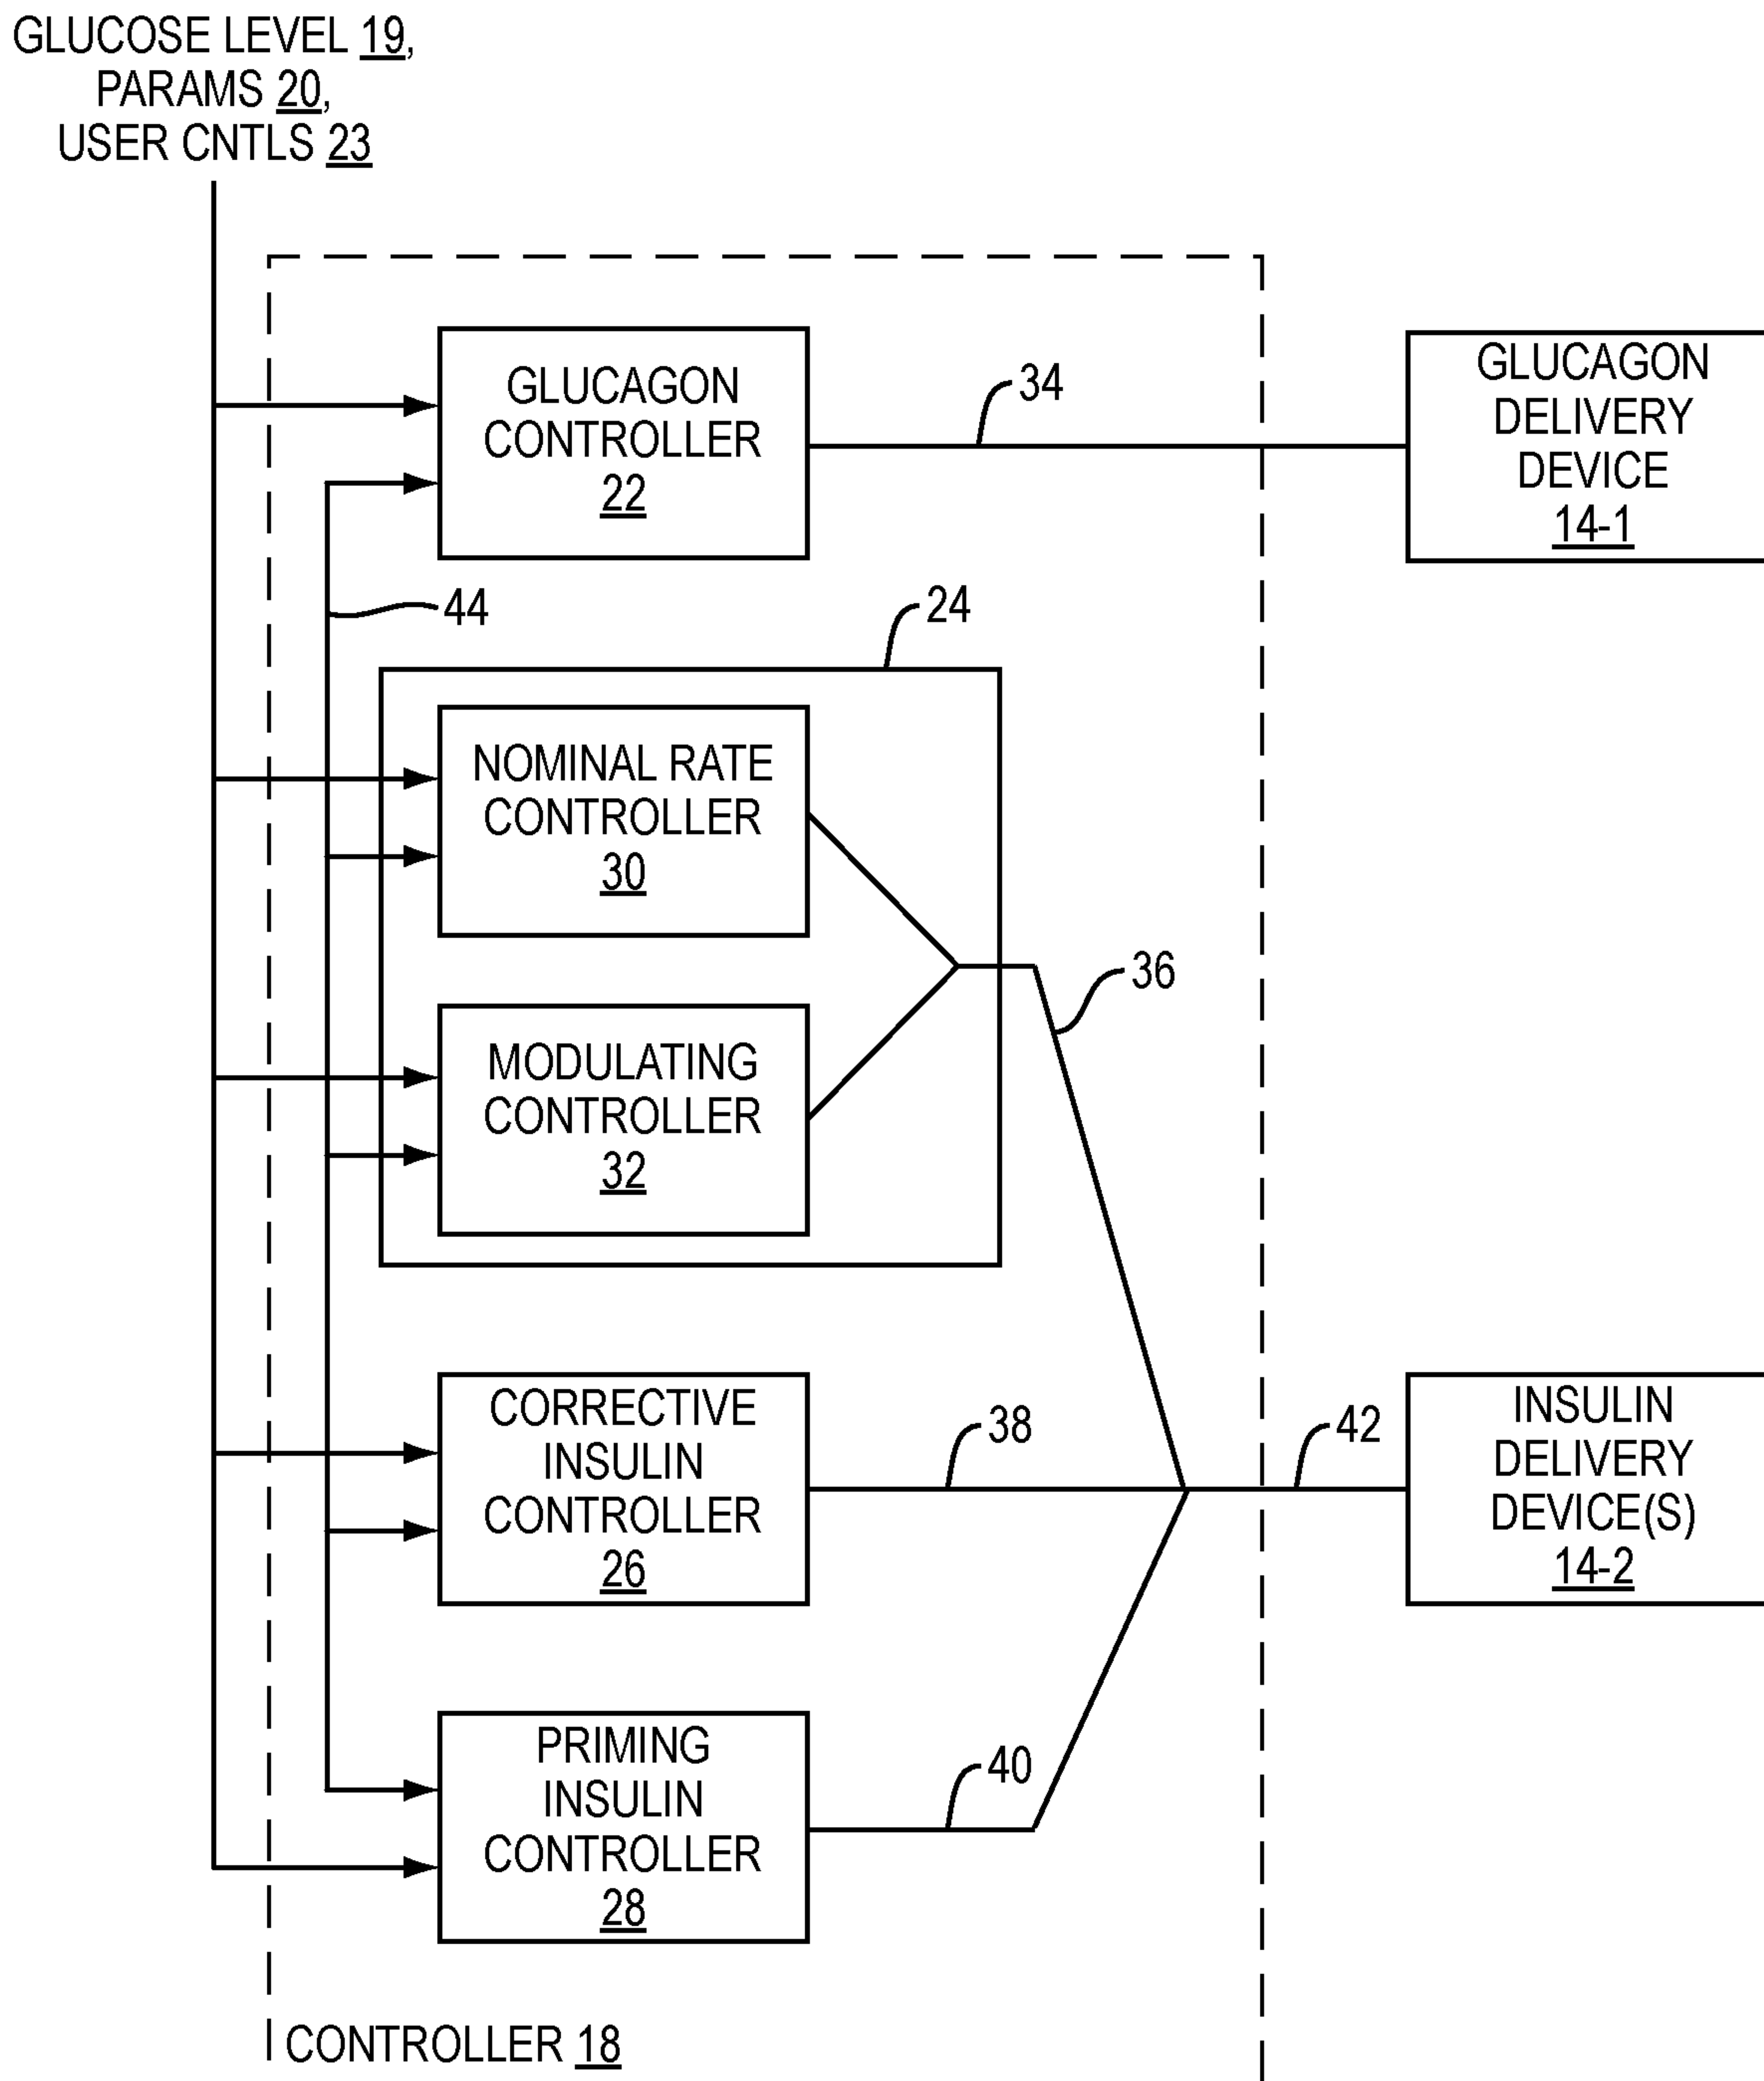 GLUCOSE LEVEL 19,
PARAMS 20,
USER CNTLS 23
GLUCAGON
CONTROLLER
22
34
GLUCAGON
DELIVERY
DEVICE
14-1
44
24
NOMINAL RATE
CONTROLLER
30
36
MODULATING
CONTROLLER
32
CORRECTIVE
INSULIN
CONTROLLER
26
38
42
INSULIN
DELIVERY
DEVICE(S)
14-2
PRIMING
INSULIN
CONTROLLER
28
40
CONTROLLER 18